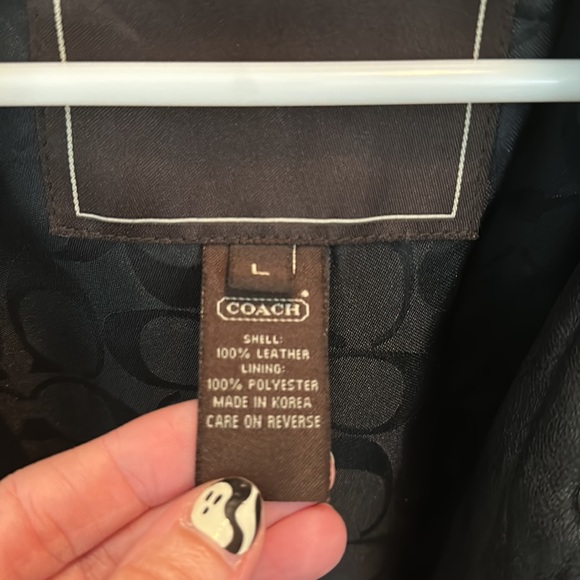 L
COACH
SHELL:
100% LEATHER
LINING:
100% POLYESTER
MADE IN KOREA
CARE ON REVERSE